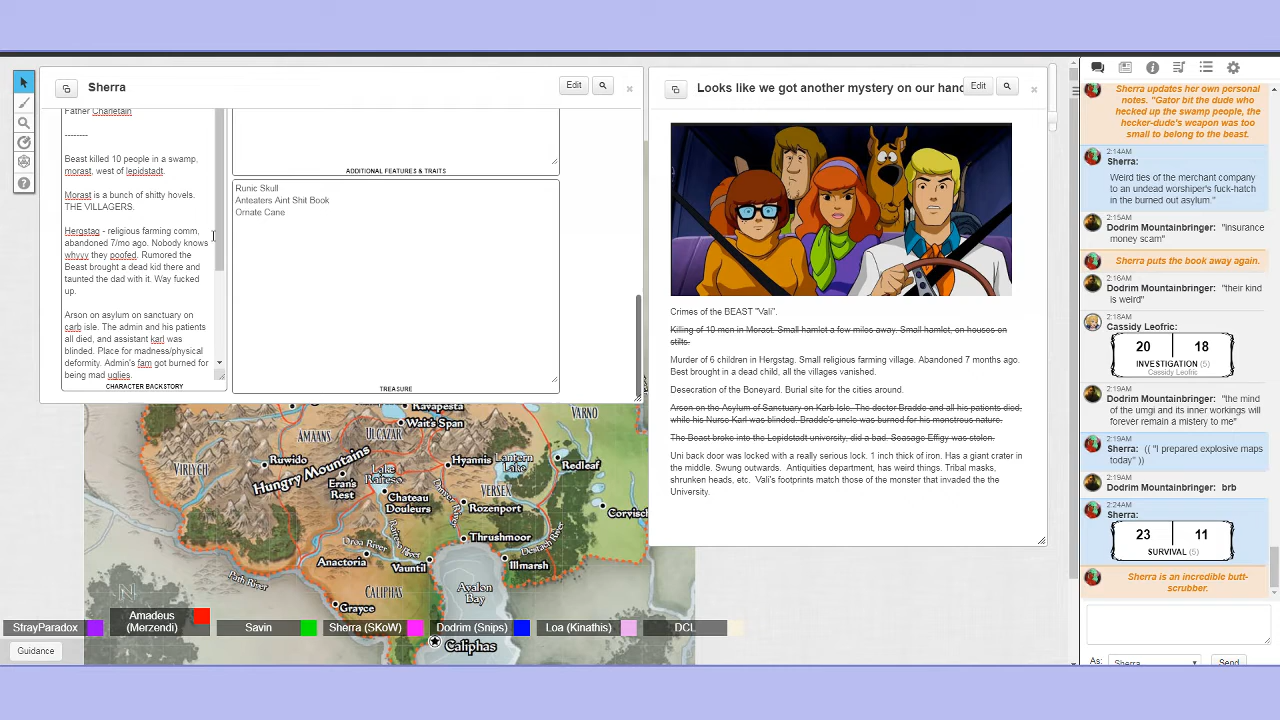 Sherra
Edit
Father Charletain
--------
Beast killed 10 people in a swamp.
morast. west of lepidstadt.
Morast is a bunch of shitty hovels.
THE VILLAGERS.
Hergstag - religious farming comm,
abandoned 7/mo ago. Nobody knows
whyyy they poofed. Rumored the
Beast brought a dead kid there and
taunted the dad with it. Way fucked
up.
Arson on asylum on sanctuary on
carb isle. The admin and his patients
all died, and assistant karl was
blinded. Place for madness/physical
deformity. Admin's fam got burned for
being mad uglies.
CHARACTER BACKSTORY
ADDITIONAL FEATURES & TRAITS
Runic Skull
Anteaters Aint Shit Book
Ornate Cane
TREASURE
Looks like we got another mystery on our hand
Edit
Crimes of the BEAST "Vali".
Killing of 10 men in Morast. Small hamlet a few miles away. Small hamlet, on houses on
stilts.
Murder of 6 children in Hergstag. Small religious farming village. Abandoned 7 months ago.
Best brought in a dead child, all the villages vanished.
Desecration of the Boneyard. Burial site for the cities around.
Arson on the Asylum of Sanctuary on Karb Isle. The doctor Bradde and all his patients died,
while his Nurse Karl was blinded. Bradde's uncle was burned for his monstrous nature.
The Beast broke into the Lepidstadt university, did a bad. Seasage Effigy was stolen.
Uni back door was locked with a really serious lock. 1 inch thick of iron. Has a giant crater in
the middle. Swung outwards. Antiquities department, has weird things. Tribal masks,
shrunken heads, etc. Vali's footprints match those of the monster that invaded the the
University.
Ravapesta
VARNO
Wait's Span
AMAANS
ULCAZAR
VIRLYCH
Ruwido
Hungry Mountains
Eran's
Rest
Lake
Hyannis
Lantern
Lake
Redleaf
VERSEX
Chateau
Douleurs
Rozenport
Corvisch
Thrushmoor
Anactoria
Vauntil
Illmarsh
Path River
CALIPHAS
Avalon
Bay
Grayce
Caliphas
N
StrayParadox
Amadeus
(Merzendi)
Savin
Sherra (SKoW)
Dodrim (Snips)
Loa (Kinathis)
DCL
Guidance
Sherra updates her own personal
notes. "Gator bit the dude who
hecked up the swamp people, the
hecker-dude's weapon was too
small to belong to the beast.
2:14AM
Sherra:
Weird ties of the merchant company
to an undead worshiper's fuck-hatch
in the burned out asylum."
2:15AM
Dodrim Mountainbringer: "insurance
money scam"
Sherra puts the book away again.
2:16AM
Dodrim Mountainbringer: "their kind
is weird"
2:18AM
Cassidy Leofric:
20 18
INVESTIGATION (5)
Cassidy Leofric
2:19AM
Dodrim Mountainbringer: "the mind
of the umgi and its inner workings will
forever remain a mistery to me"
2:19AM
Sherra: (( "I prepared explosive maps
today" ))
Dodrim Mountainbringer: brb
2:24AM
Sherra:
23 11
SURVIVAL (5)
Sherra is an incredible butt-
scrubber.
As:
Sherra
Send